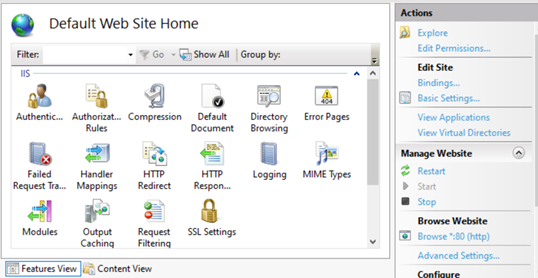 Default Web Site Home
Filter:
Go
Show All
Group by:
IIS
Authentic...
Authorizat... Rules
Compression
Default Document
Directory Browsing
Error Pages
Failed Request Tra...
Handler Mappings
HTTP Redirect
HTTP Respon...
Logging
MIME Types
Modules
Output Caching
Request Filtering
SSL Settings
Features View
Content View
Actions
Explore
Edit Permissions...
Edit Site
Bindings...
Basic Settings...
View Applications
View Virtual Directories
Manage Website
Restart
Start
Stop
Browse Website
Browse *:80 (http)
Advanced Settings...
Configure